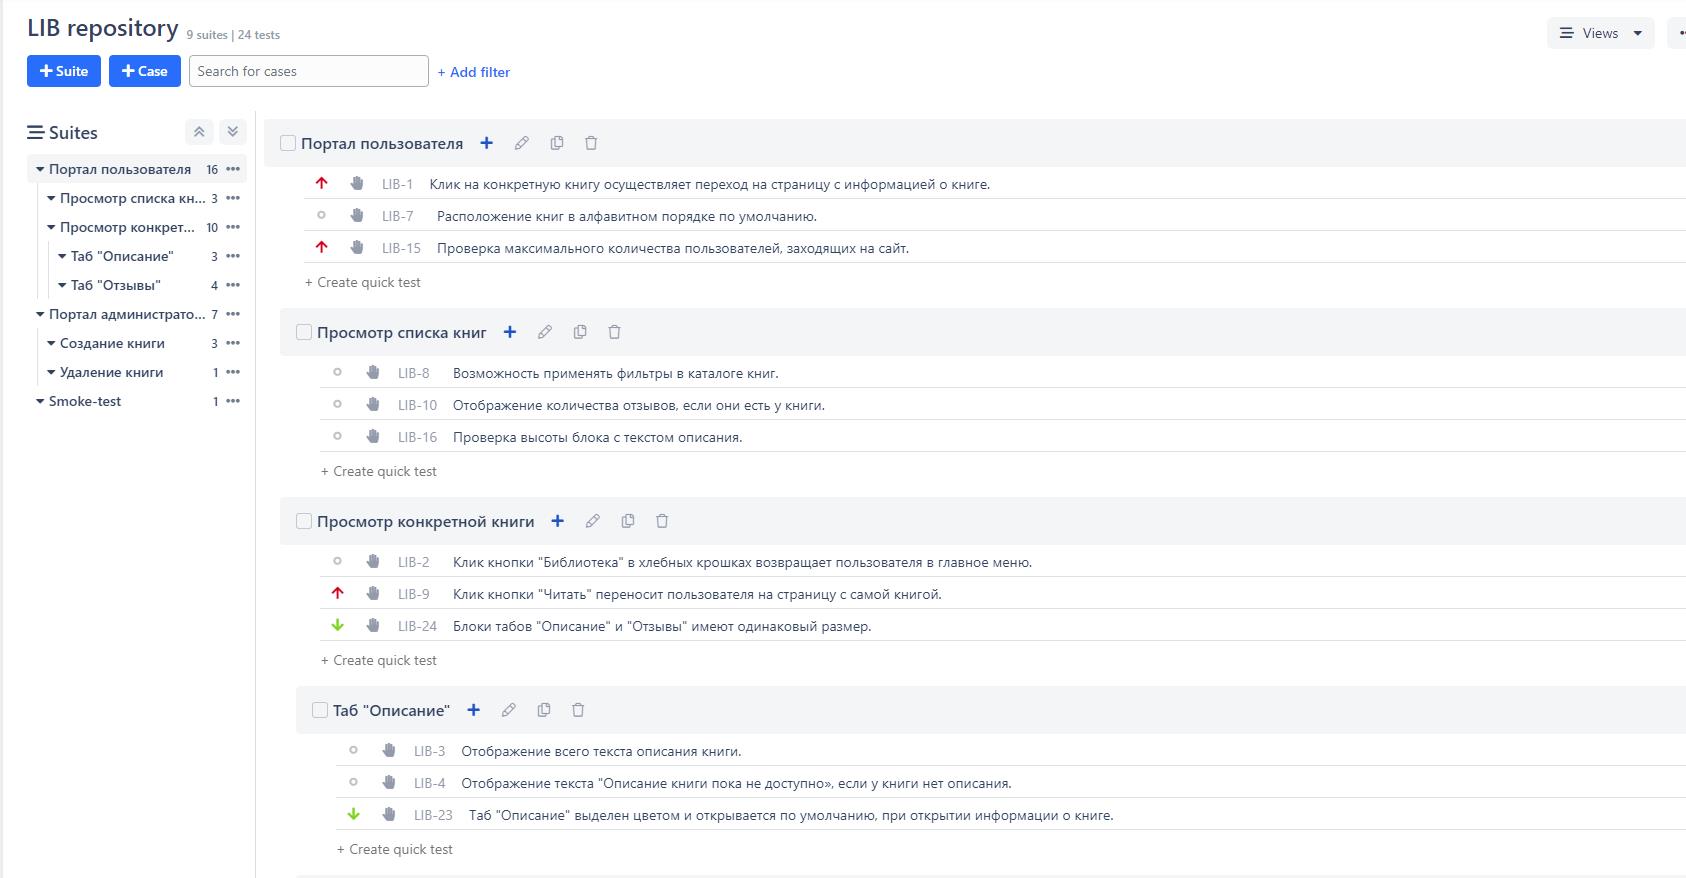 LIB repository 9 suites | 24 tests
Views
+ Suite + Case Search for cases + Add filter
Suites
Портал пользователя 16
Просмотр списка кн... 3
Просмотр конкрет... 10
Таб "Описание" 3
Таб "Отзывы" 4
Портал администрато... 7
Создание книги 3
Удаление книги 1
Smoke-test 1
Портал пользователя
LIB-1 Клик на конкретную книгу осуществляет переход на страницу с информацией о книге.
LIB-7 Расположение книг в алфавитном порядке по умолчанию.
LIB-15 Проверка максимального количества пользователей, заходящих на сайт.
+ Create quick test
Просмотр списка книг
LIB-8 Возможность применять фильтры в каталоге книг.
LIB-10 Отображение количества отзывов, если они есть у книги.
LIB-16 Проверка высоты блока с текстом описания.
+ Create quick test
Просмотр конкретной книги
LIB-2 Клик кнопки "Библиотека" в хлебных крошках возвращает пользователя в главное меню.
LIB-9 Клик кнопки "Читать" переносит пользователя на страницу с самой книгой.
LIB-24 Блоки табов "Описание" и "Отзывы" имеют одинаковый размер.
+ Create quick test
Таб "Описание"
LIB-3 Отображение всего текста описания книги.
LIB-4 Отображение текста "Описание книги пока не доступно», если у книги нет описания.
LIB-23 Таб "Описание" выделен цветом и открывается по умолчанию, при открытии информации о книге.
+ Create quick test